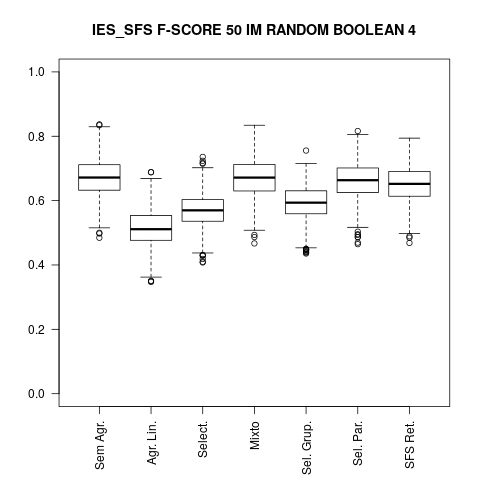 IES_SFS F-SCORE 50 IM RANDOM BOOLEAN 4
1.0
0.8
0.6
0.4
0.2
0.0
Sem Agr.
Agr. Lin.
Select.
Mixto
Sel. Grup.
Sel. Par.
SFS Ret.